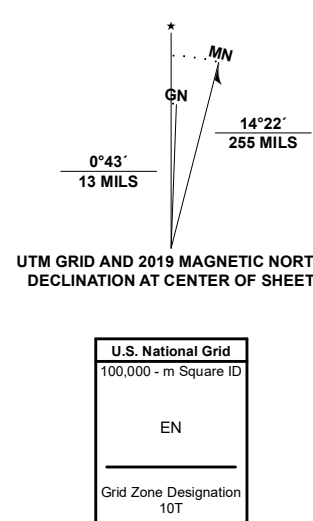 ★
MN
GN
14°22´
255 MILS
0°43´
13 MILS
UTM GRID AND 2019 MAGNETIC NORT
DECLINATION AT CENTER OF SHEET
U.S. National Grid
100,000 - m Square ID
EN
Grid Zone Designation
10T